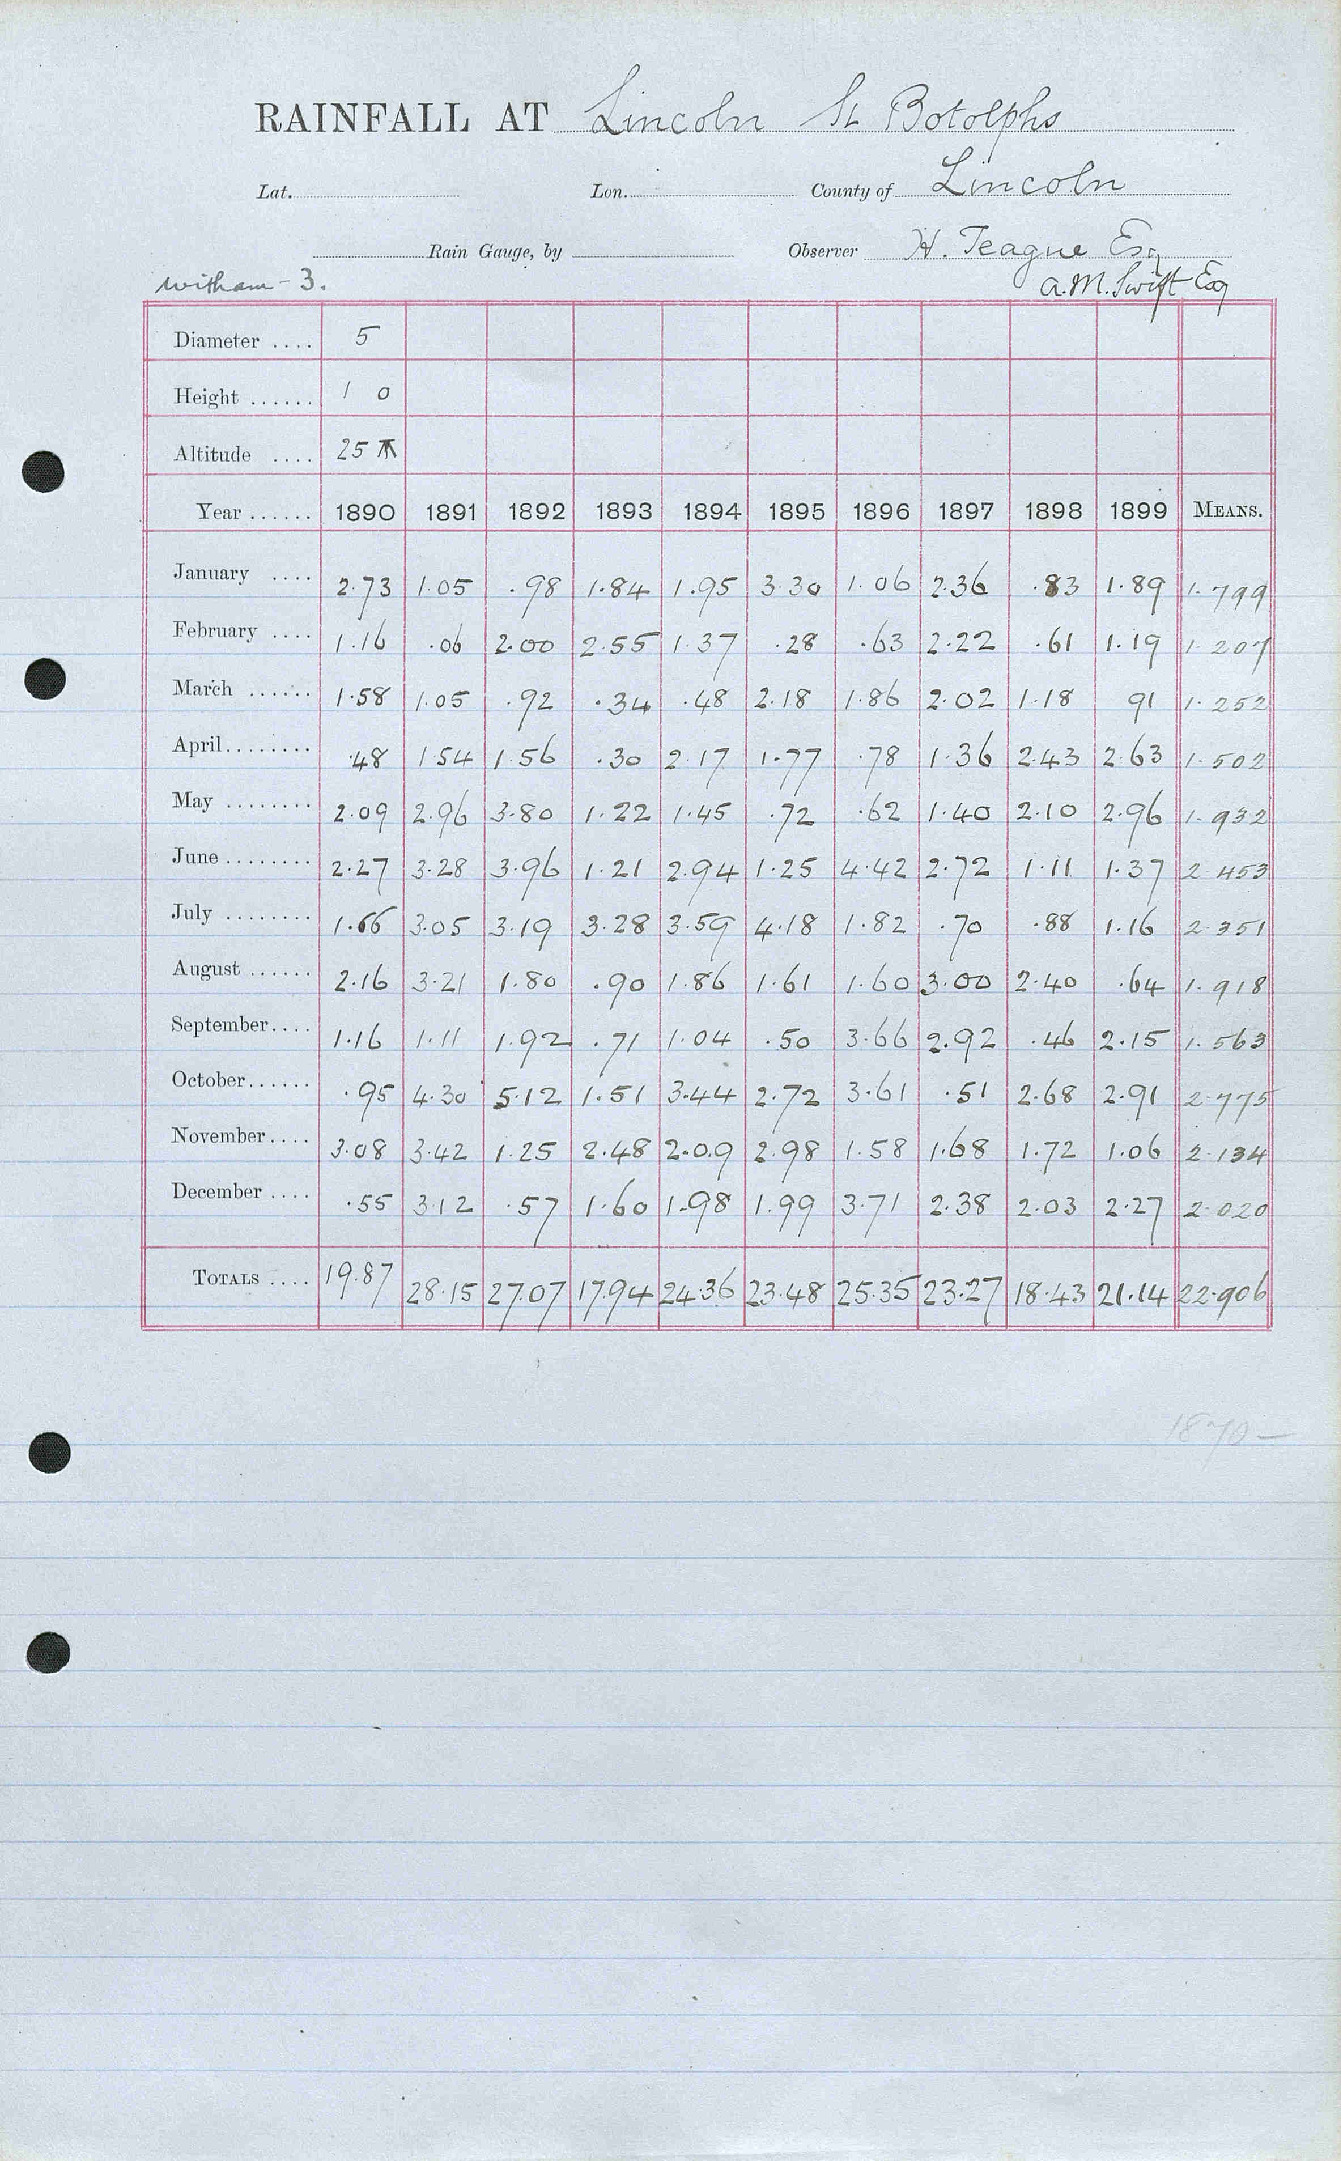 RAINFALL AT Lincoln St Botolphs
Lat. Lon. County of Lincoln
Rain Gauge, by Observer H. Teague Esq
Witham - 3. A. M. Swift Esq
Diameter .... 5
Height ...... 1 0
Altitude .... 25
Year ...... 1890 1891 1892 1893 1894 1895 1896 1897 1898 1899 MEANS.
January .... 2.73 1.05 .98 1.84 1.95 3.30 1.06 2.36 .83 1.89 1.799
February .... 1.16 .06 2.00 2.55 1.37 .28 .63 2.22 .61 1.19 1.207
March ...... 1.58 1.05 .92 .34 .48 2.18 1.86 2.02 1.18 91 1.252
April ........ .48 1 54 1 56 .30 2.17 1.77 .78 1.36 2.43 2.63 1.502
May ........ 2.09 2.96 3.80 1.22 1.45 .72 .62 1.40 2.10 2.96 1.932
June ........ 2.27 3.28 3.96 1.21 2.94 1.25 4.42 2.72 1.11 1.37 2.453
July ........ 1.66 3.05 3.19 3.28 3.59 4.18 1.82 .70 .88 1.16 2.351
August ...... 2.16 3.21 1.80 .90 1.86 1.61 1.60 3.00 2.40 .64 1.918
September .... 1.16 1.11 1.92 .71 1.04 .50 3.66 2.92 .46 2.15 1.563
October ...... .95 4.30 5.12 1.51 3.44 2.72 3.61 .51 2.68 2.91 2.775
November .... 3.08 3.42 1.25 2.48 2.09 2.98 1.58 1.68 1.72 1.06 2.134
December .... .55 3.12 .57 1.60 1.98 1.99 3.71 2.38 2.03 2.27 2.020
TOTALS .... 19.87 28.15 27.07 17.94 24.36 23.48 25.35 23.27 18.43 21.14 22.906
1870 –